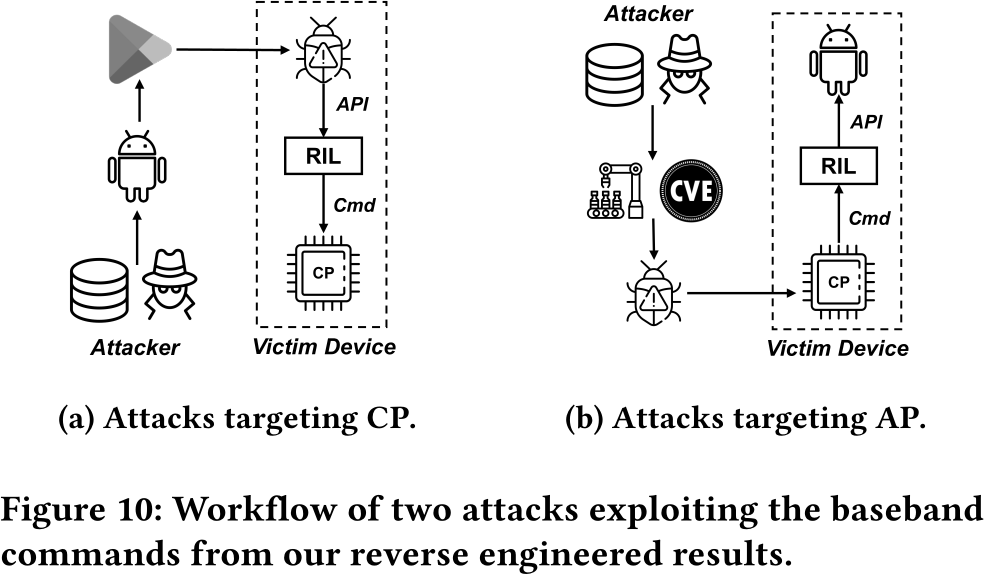 API
RIL
Cmd
CP
Attacker
Victim Device
(a) Attacks targeting CP.
Attacker
CVE
API
RIL
Cmd
CP
Victim Device
(b) Attacks targeting AP.
Figure 10: Workflow of two attacks exploiting the baseband
commands from our reverse engineered results.